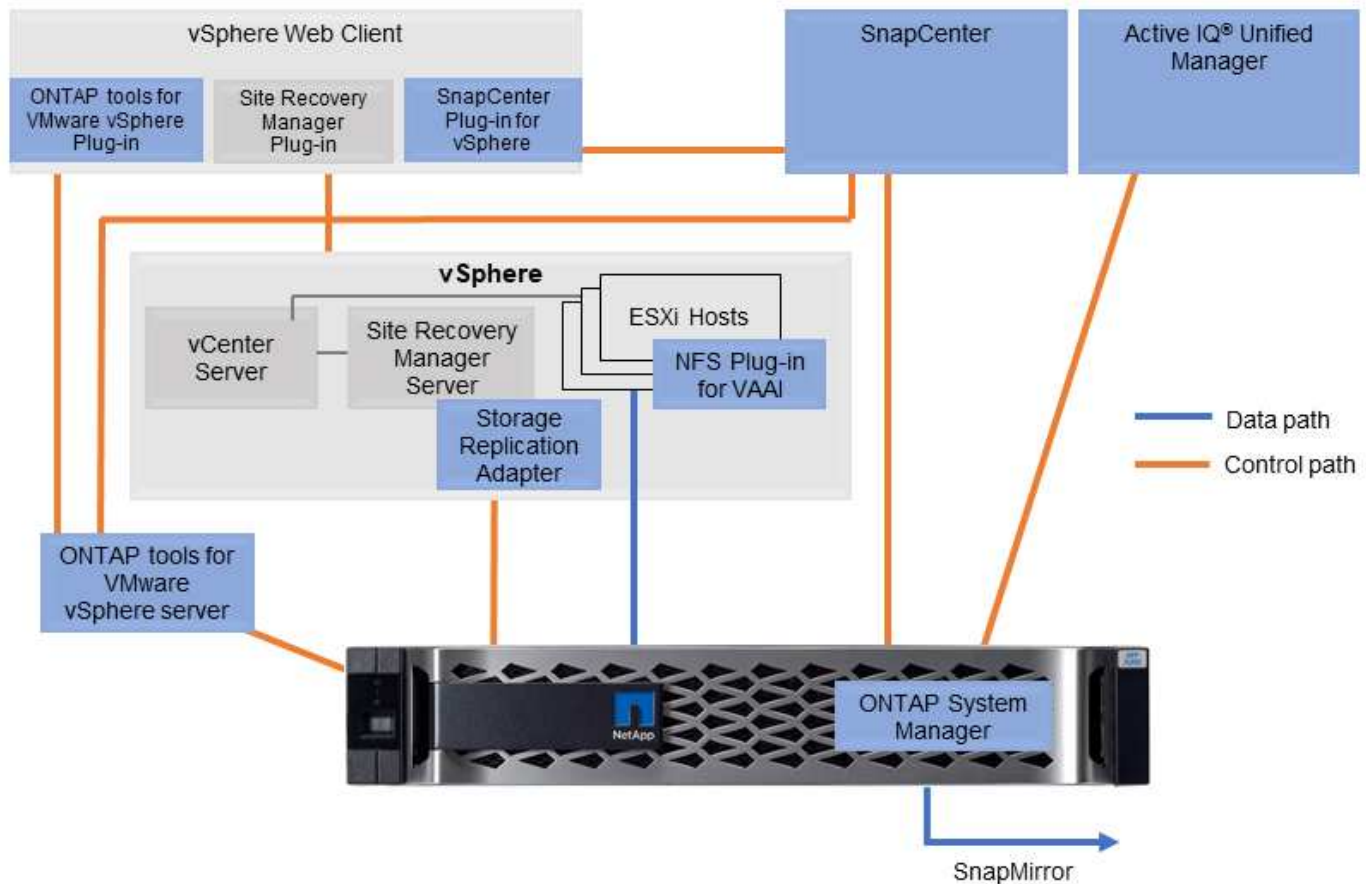 vSphere Web Client
ONTAP tools for
VMware vSphere
Plug-in
Site Recovery
Manager
Plug-in
SnapCenter
Plug-in for
vSphere
SnapCenter
Active IQ® Unified
Manager
vSphere
vCenter
Server
Site Recovery
Manager
Server
Storage
Replication
Adapter
ESXi Hosts
NFS Plug-in
for VAAI
Data path
Control path
ONTAP tools for
VMware
vSphere server
NetApp
ONTAP System
Manager
SnapMirror